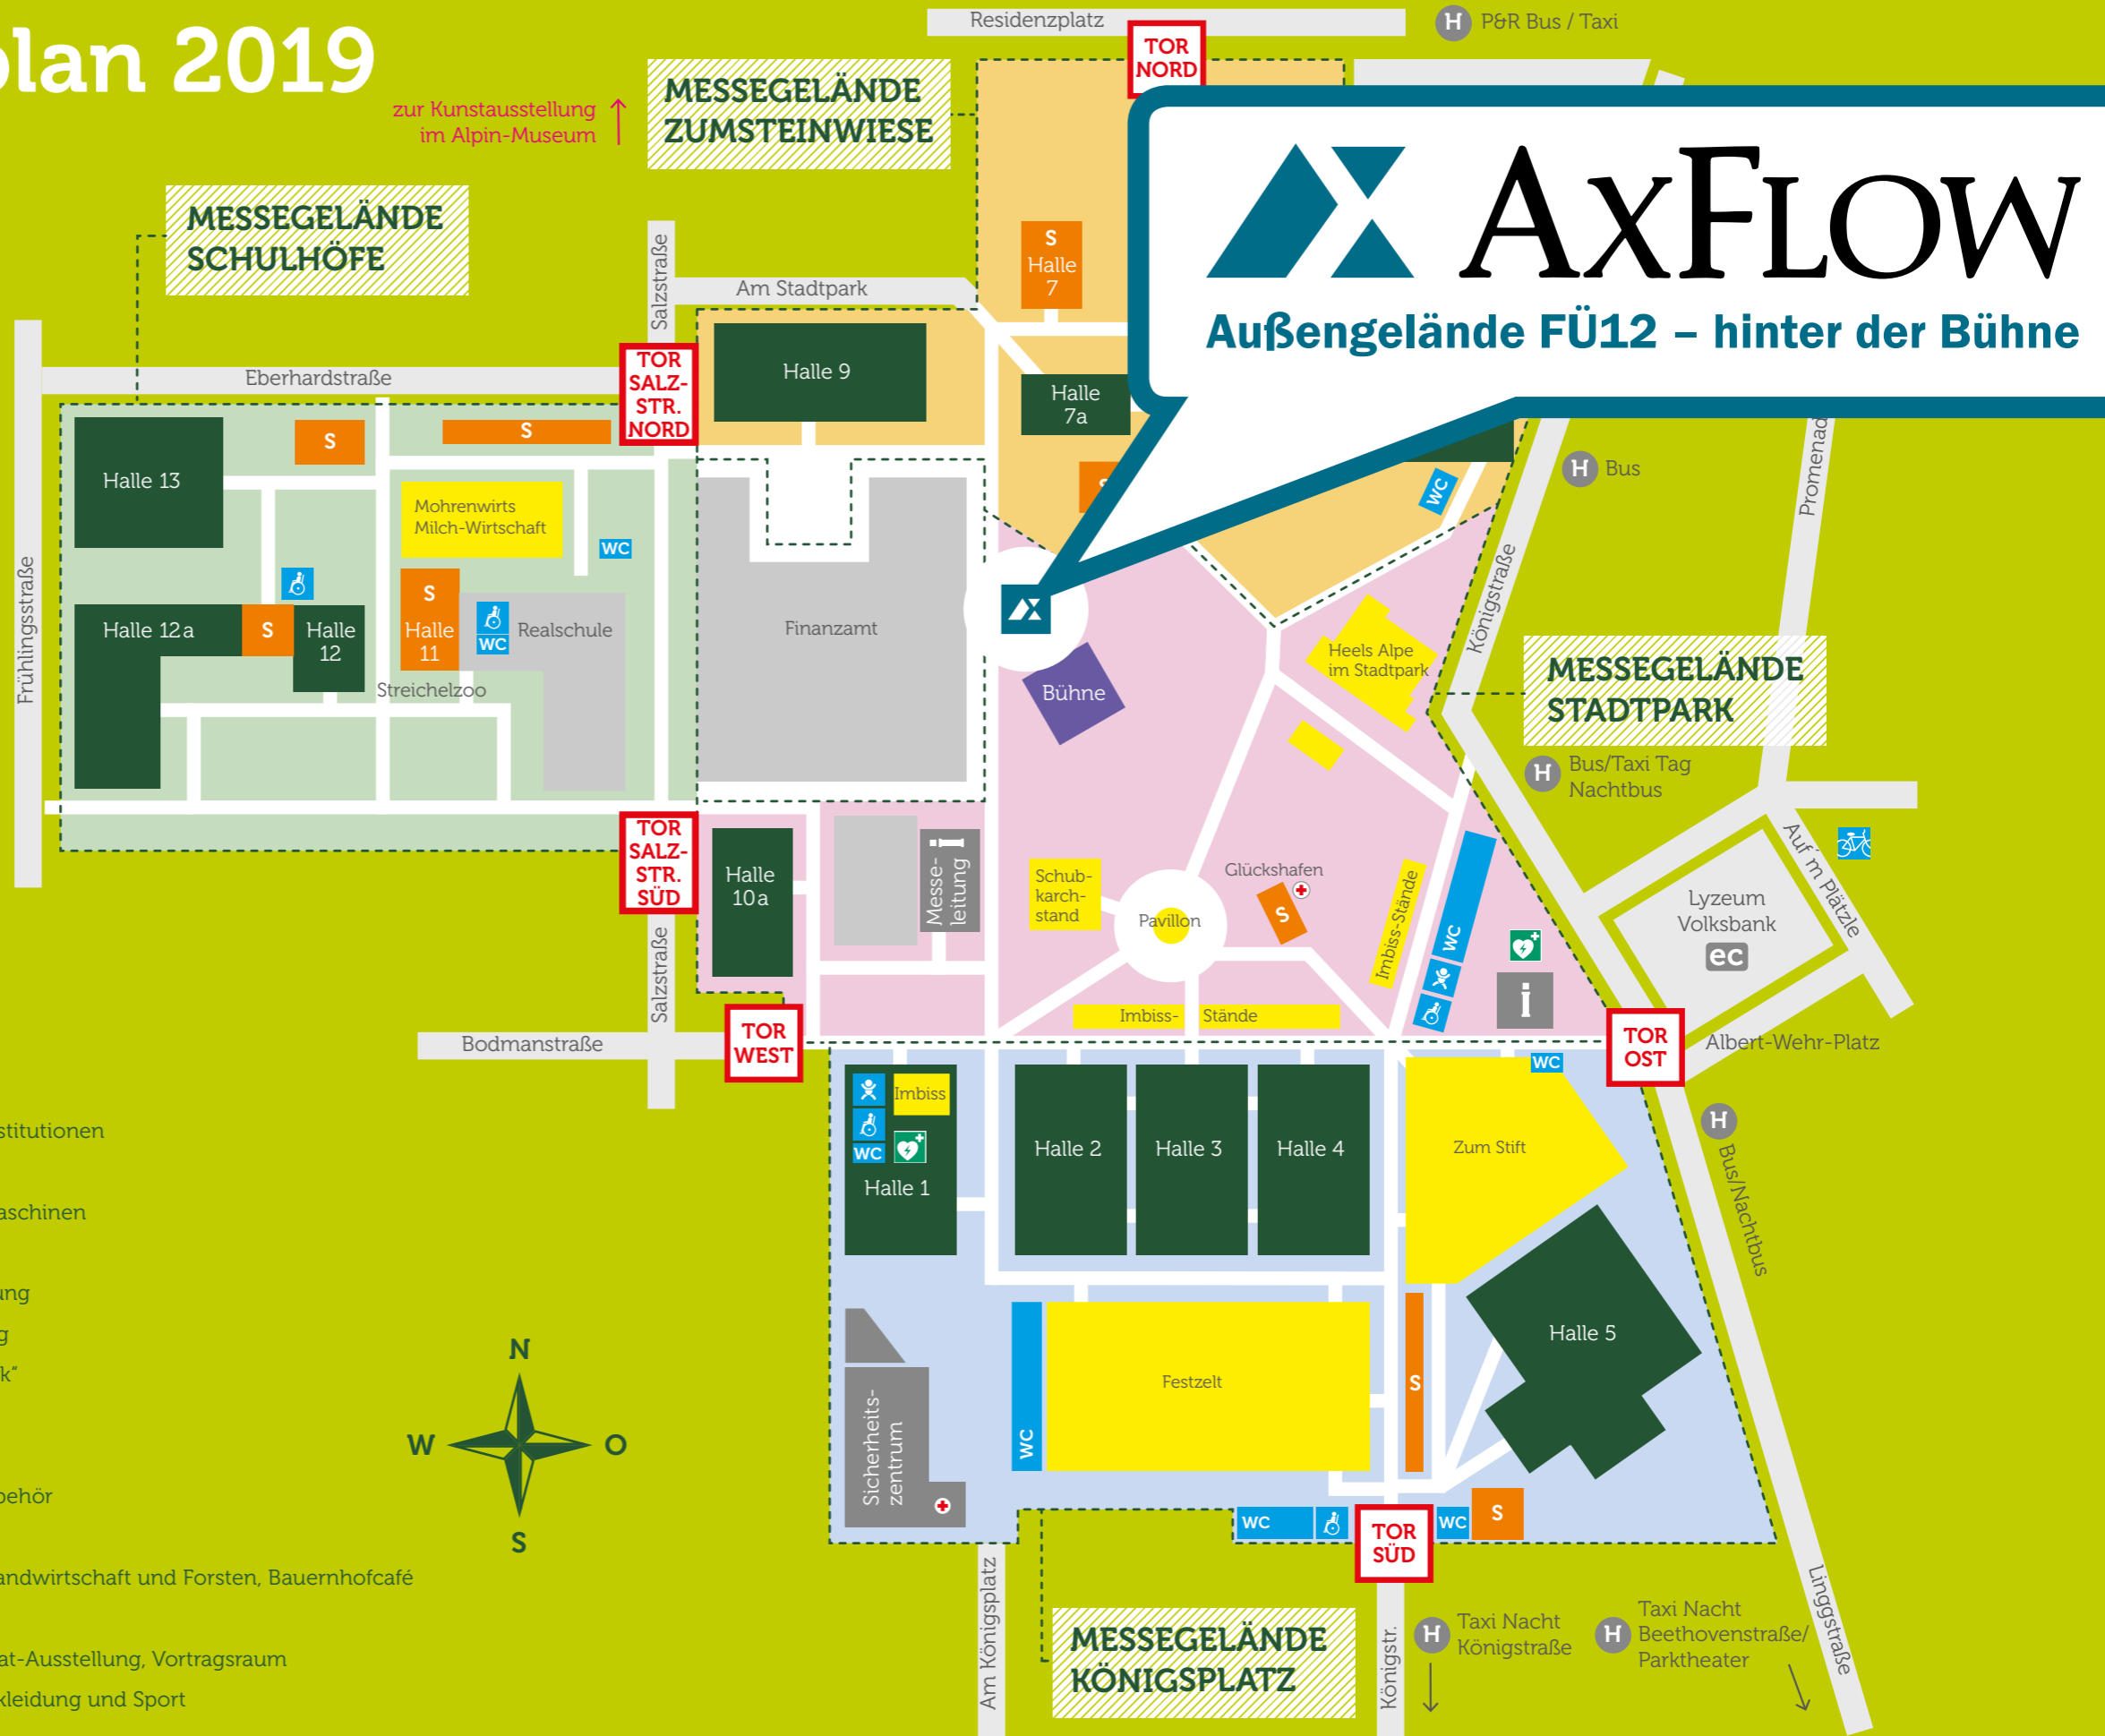 plan 2019
Residenzplatz
H P&R Bus / Taxi
TOR
NORD
zur Kunstausstellung
im Alpin-Museum
MESSEGELÄNDE
ZUMSTEINWIESE
AXFLOW
Außengelände FÜ12 – hinter der Bühne
MESSEGELÄNDE
SCHULHÖFE
Salzstraße
Am Stadtpark
S
Halle
7
Halle 9
Halle
7a
Eberhardstraße
TOR
SALZ-
STR.
NORD
Frühlingsstraße
Halle 13
S
S
Mohrenwirts
Milch-Wirtschaft
WC
Halle 12a
S
Halle
12
S
Halle
11
WC
Realschule
Streichelzoo
Finanzamt
Bühne
WC
H Bus
Promenad
Königstraße
Heels Alpe
im Stadtpark
MESSEGELÄNDE
STADTPARK
H Bus/Taxi Tag
Nachtbus
Auf´m Plätzle
Lyzeum
Volksbank
ec
TOR
SALZ-
STR.
SÜD
Halle
10a
Messe-
leitung
i
Schub-
karch-
stand
Pavillon
Glückshafen
S
Imbiss-Stände
WC
i
Imbiss- Stände
Salzstraße
Bodmanstraße
TOR
WEST
TOR
OST
Albert-Wehr-Platz
WC
Imbiss
WC
Halle 1
Halle 2
Halle 3
Halle 4
Zum Stift
H
Bus/Nachtbus
Halle 5
Festzelt
WC
S
Sicherheits-
zentrum
N
W
O
S
WC
TOR
SÜD
WC
S
Am Königsplatz
MESSEGELÄNDE
KÖNIGSPLATZ
Königstr.
H Taxi Nacht
Königstraße
H Taxi Nacht
Beethovenstraße/
Parktheater
Linggstraße
stitutionen
aschinen
ung
g
k“
behör
andwirtschaft und Forsten, Bauernhofcafé
at-Ausstellung, Vortragsraum
kleidung und Sport